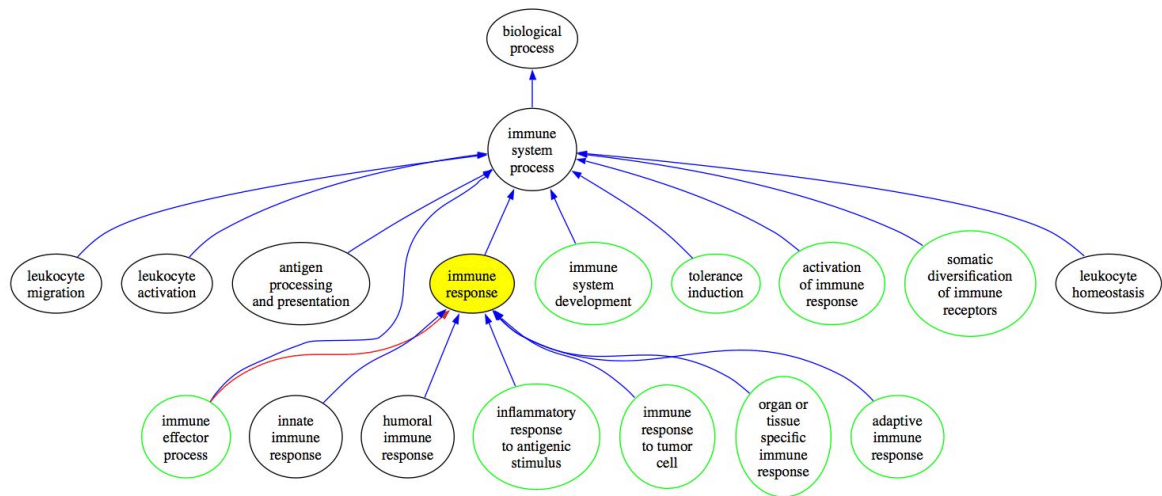 biological
process
immune
system
process
leukocyte
migration
leukocyte
activation
antigen
processing
and presentation
immune
response
immune
system
development
tolerance
induction
activation
of immune
response
somatic
diversification
of immune
receptors
leukocyte
homeostasis
immune
effector
process
innate
immune
response
humoral
immune
response
inflammatory
response
to antigenic
stimulus
immune
response
to tumor
cell
organ or
tissue
specific
immune
response
adaptive
immune
response